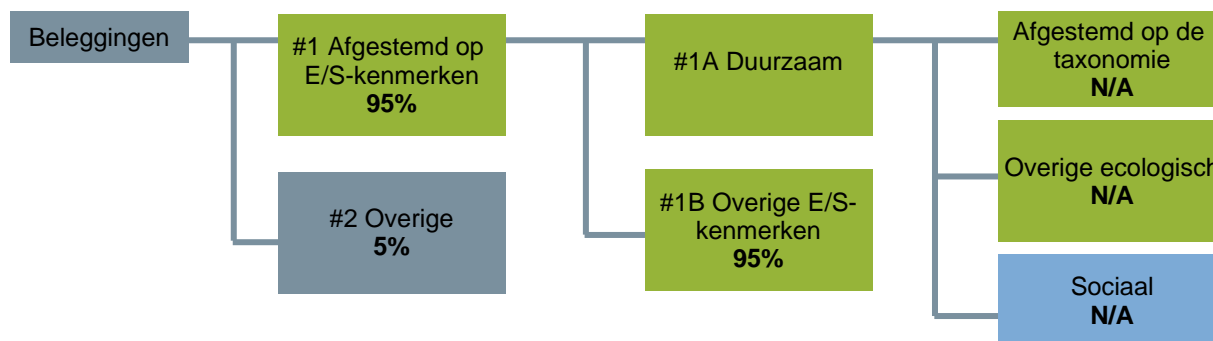 Beleggingen
#1 Afgestemd op
E/S-kenmerken
95%
#2 Overige
5%
#1A Duurzaam
#1B Overige E/S-
kenmerken
95%
Afgestemd op de
taxonomie
N/A
Overige ecologisch
N/A
Sociaal
N/A